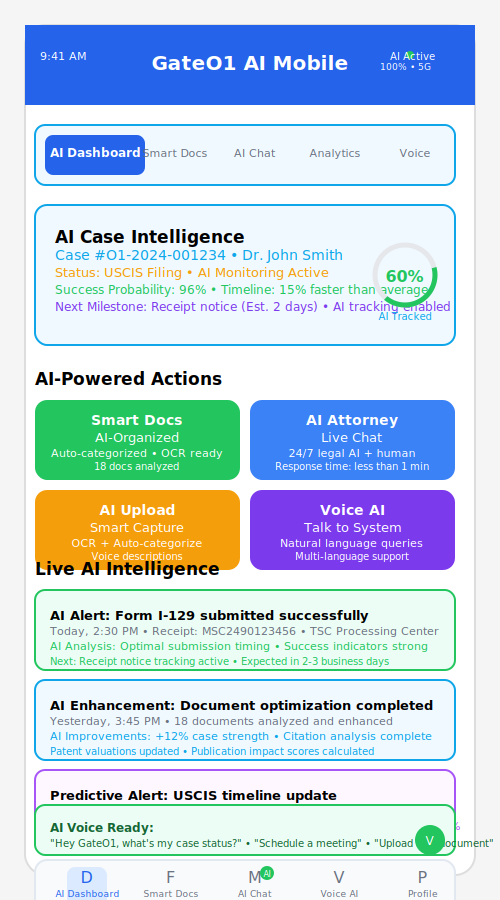 9:41 AM
GateO1 AI Mobile
AI Active
100% • 5G
AI Dashboard
Smart Docs
AI Chat
Analytics
Voice
AI Case Intelligence
Case #O1-2024-001234 • Dr. John Smith
Status: USCIS Filing • AI Monitoring Active
Success Probability: 96% • Timeline: 15% faster than average
Next Milestone: Receipt notice (Est. 2 days) • AI tracking enabled
60%
AI Tracked
AI-Powered Actions
Smart Docs
AI-Organized
Auto-categorized • OCR ready
18 docs analyzed
AI Attorney
Live Chat
24/7 legal AI + human
Response time: less than 1 min
AI Upload
Smart Capture
OCR + Auto-categorize
Voice descriptions
Voice AI
Talk to System
Natural language queries
Multi-language support
Live AI Intelligence
AI Alert: Form I-129 submitted successfully
Today, 2:30 PM • Receipt: MSC2490123456 • TSC Processing Center
AI Analysis: Optimal submission timing • Success indicators strong
Next: Receipt notice tracking active • Expected in 2-3 business days
AI Enhancement: Document optimization completed
Yesterday, 3:45 PM • 18 documents analyzed and enhanced
AI Improvements: +12% case strength • Citation analysis complete
Patent valuations updated • Publication impact scores calculated
Predictive Alert: USCIS timeline update
%
AI Voice Ready:
"Hey GateO1, what's my case status?" • "Schedule a meeting" • "Upload document"
V
D
AI Dashboard
F
Smart Docs
M
AI
AI Chat
V
Voice AI
P
Profile